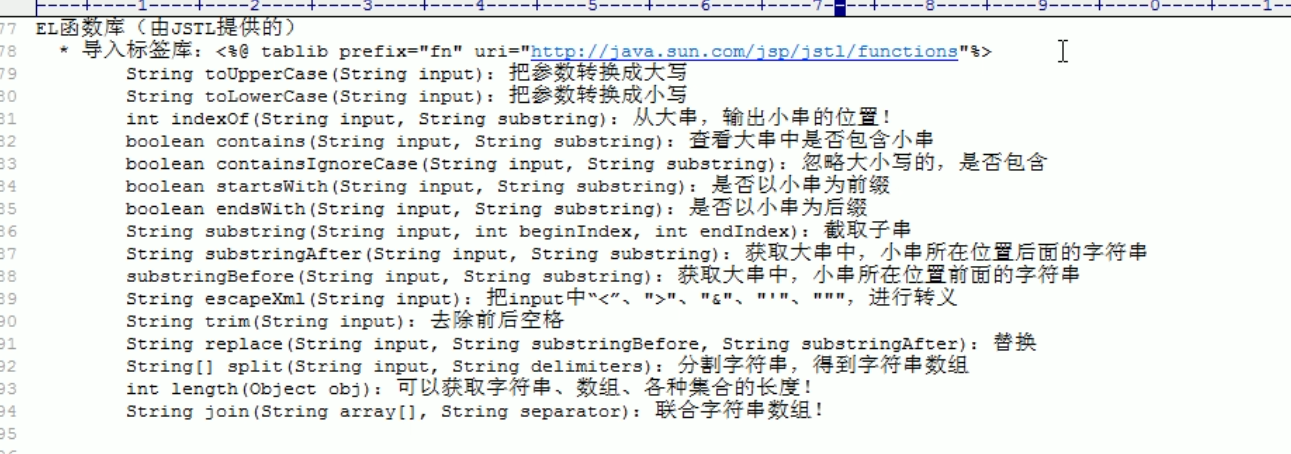 |----+----1----+----2----+----3----+----4----+----5----+----6----+----7----+----8----+----9----+----0----+----1--
77 EL函数库（由JSTL提供的）
78 * 导入标签库：<%@ tablib prefix="fn" uri="http://java.sun.com/jsp/jstl/functions"%>
79 String toUpperCase(String input)：把参数转换成大写
80 String toLowerCase(String input)：把参数转换成小写
81 int indexOf(String input, String substring)：从大串，输出小串的位置！
82 boolean contains(String input, String substring)：查看大串中是否包含小串
83 boolean containsIgnoreCase(String input, String substring)：忽略大小写的，是否包含
84 boolean startsWith(String input, String substring)：是否以小串为前缀
85 boolean endsWith(String input, String substring)：是否以小串为后缀
86 String substring(String input, int beginIndex, int endIndex)：截取子串
87 String substringAfter(String input, String substring)：获取大串中，小串所在位置后面的字符串
88 substringBefore(String input, String substring)：获取大串中，小串所在位置前面的字符串
89 String escapeXml(String input)：把input中“<”、">"、"&"、"'"、"""，进行转义
90 String trim(String input)：去除前后空格
91 String replace(String input, String substringBefore, String substringAfter)：替换
92 String[] split(String input, String delimiters)：分割字符串，得到字符串数组
93 int length(Object obj)：可以获取字符串、数组、各种集合的长度！
94 String join(String array[], String separator)：联合字符串数组！
95